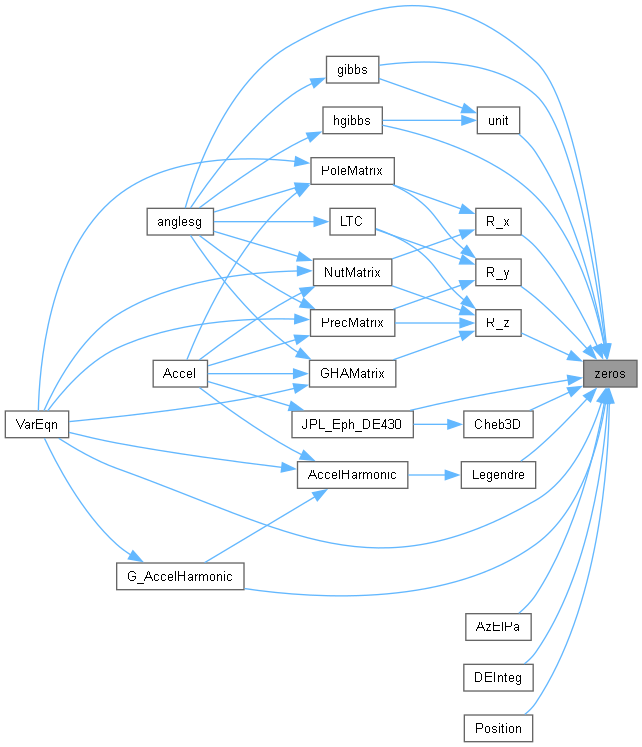 gibbs
hgibbs
unit
PoleMatrix
anglesg
LTC
R_x
NutMatrix
R_y
PrecMatrix
R_z
Accel
GHAMatrix
zeros
VarEqn
JPL_Eph_DE430
Cheb3D
AccelHarmonic
Legendre
G_AccelHarmonic
AzElPa
DEInteg
Position